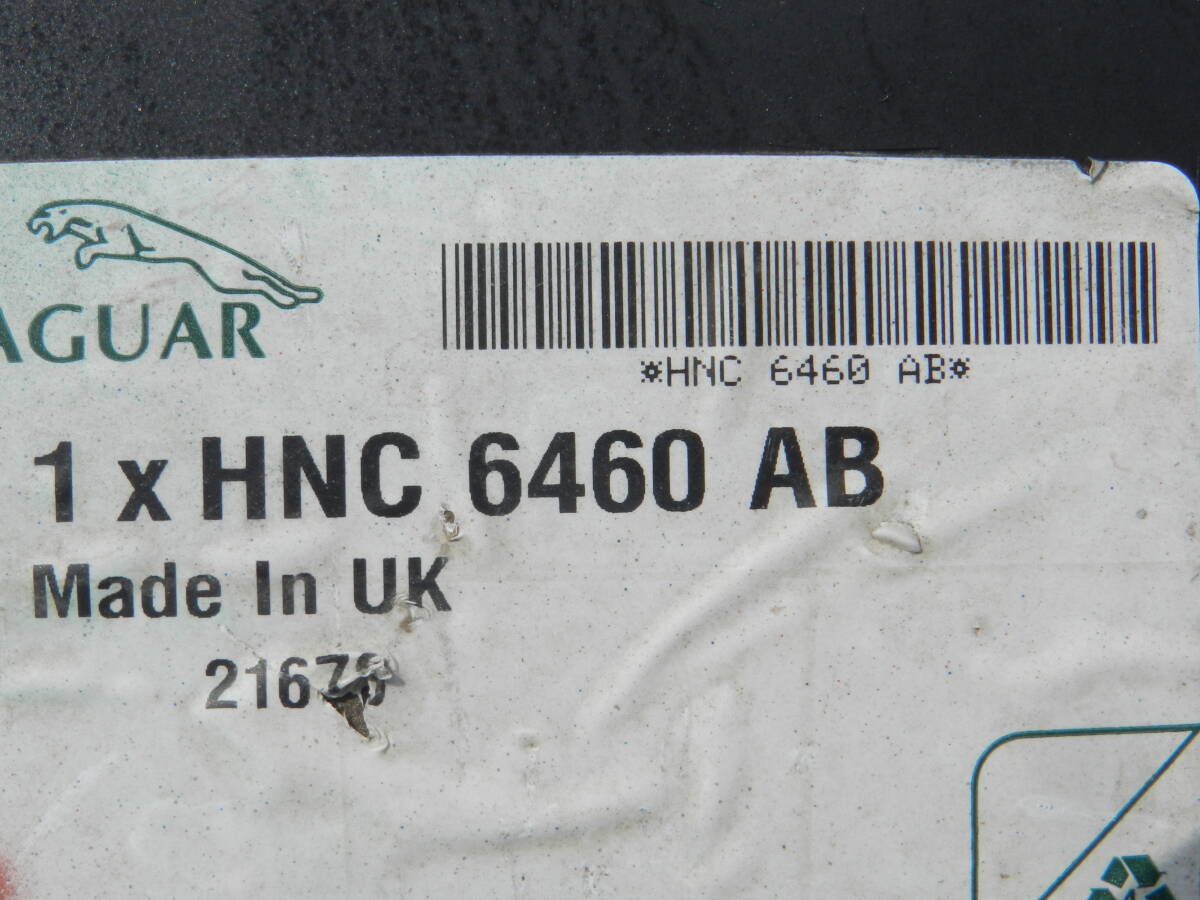 AGUAR
*HNC 6460 AB*
1 x HNC 6460 AB
Made In UK